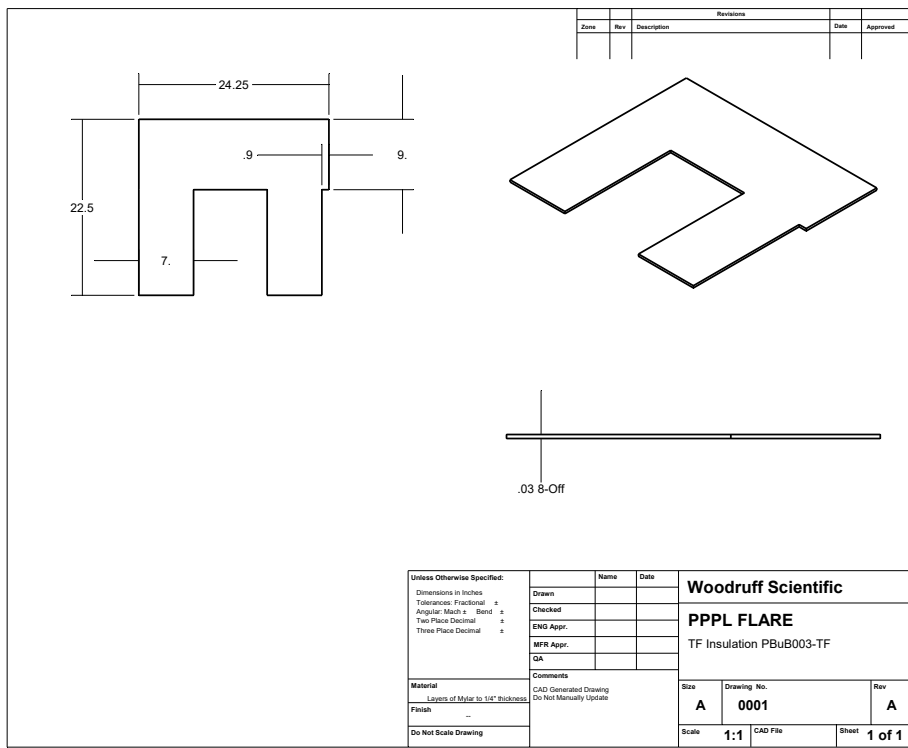 Revisions
Zone Rev Description Date Approved
24.25
.9
9.
22.5
7.
.03 8-Off
Unless Otherwise Specified:
Dimensions in Inches
Tolerances: Fractional ±
Angular: Mach ± Bend ±
Two Place Decimal ±
Three Place Decimal ±
Material
Layers of Mylar to 1/4" thickness
Finish
--
Do Not Scale Drawing
Name Date
Drawn
Checked
ENG Appr.
MFR Appr.
QA
Comments
CAD Generated Drawing
Do Not Manually Update
Woodruff Scientific
PPPL FLARE
TF Insulation PBuB003-TF
Size Drawing No. Rev
A 0001 A
Scale 1:1 CAD File Sheet 1 of 1